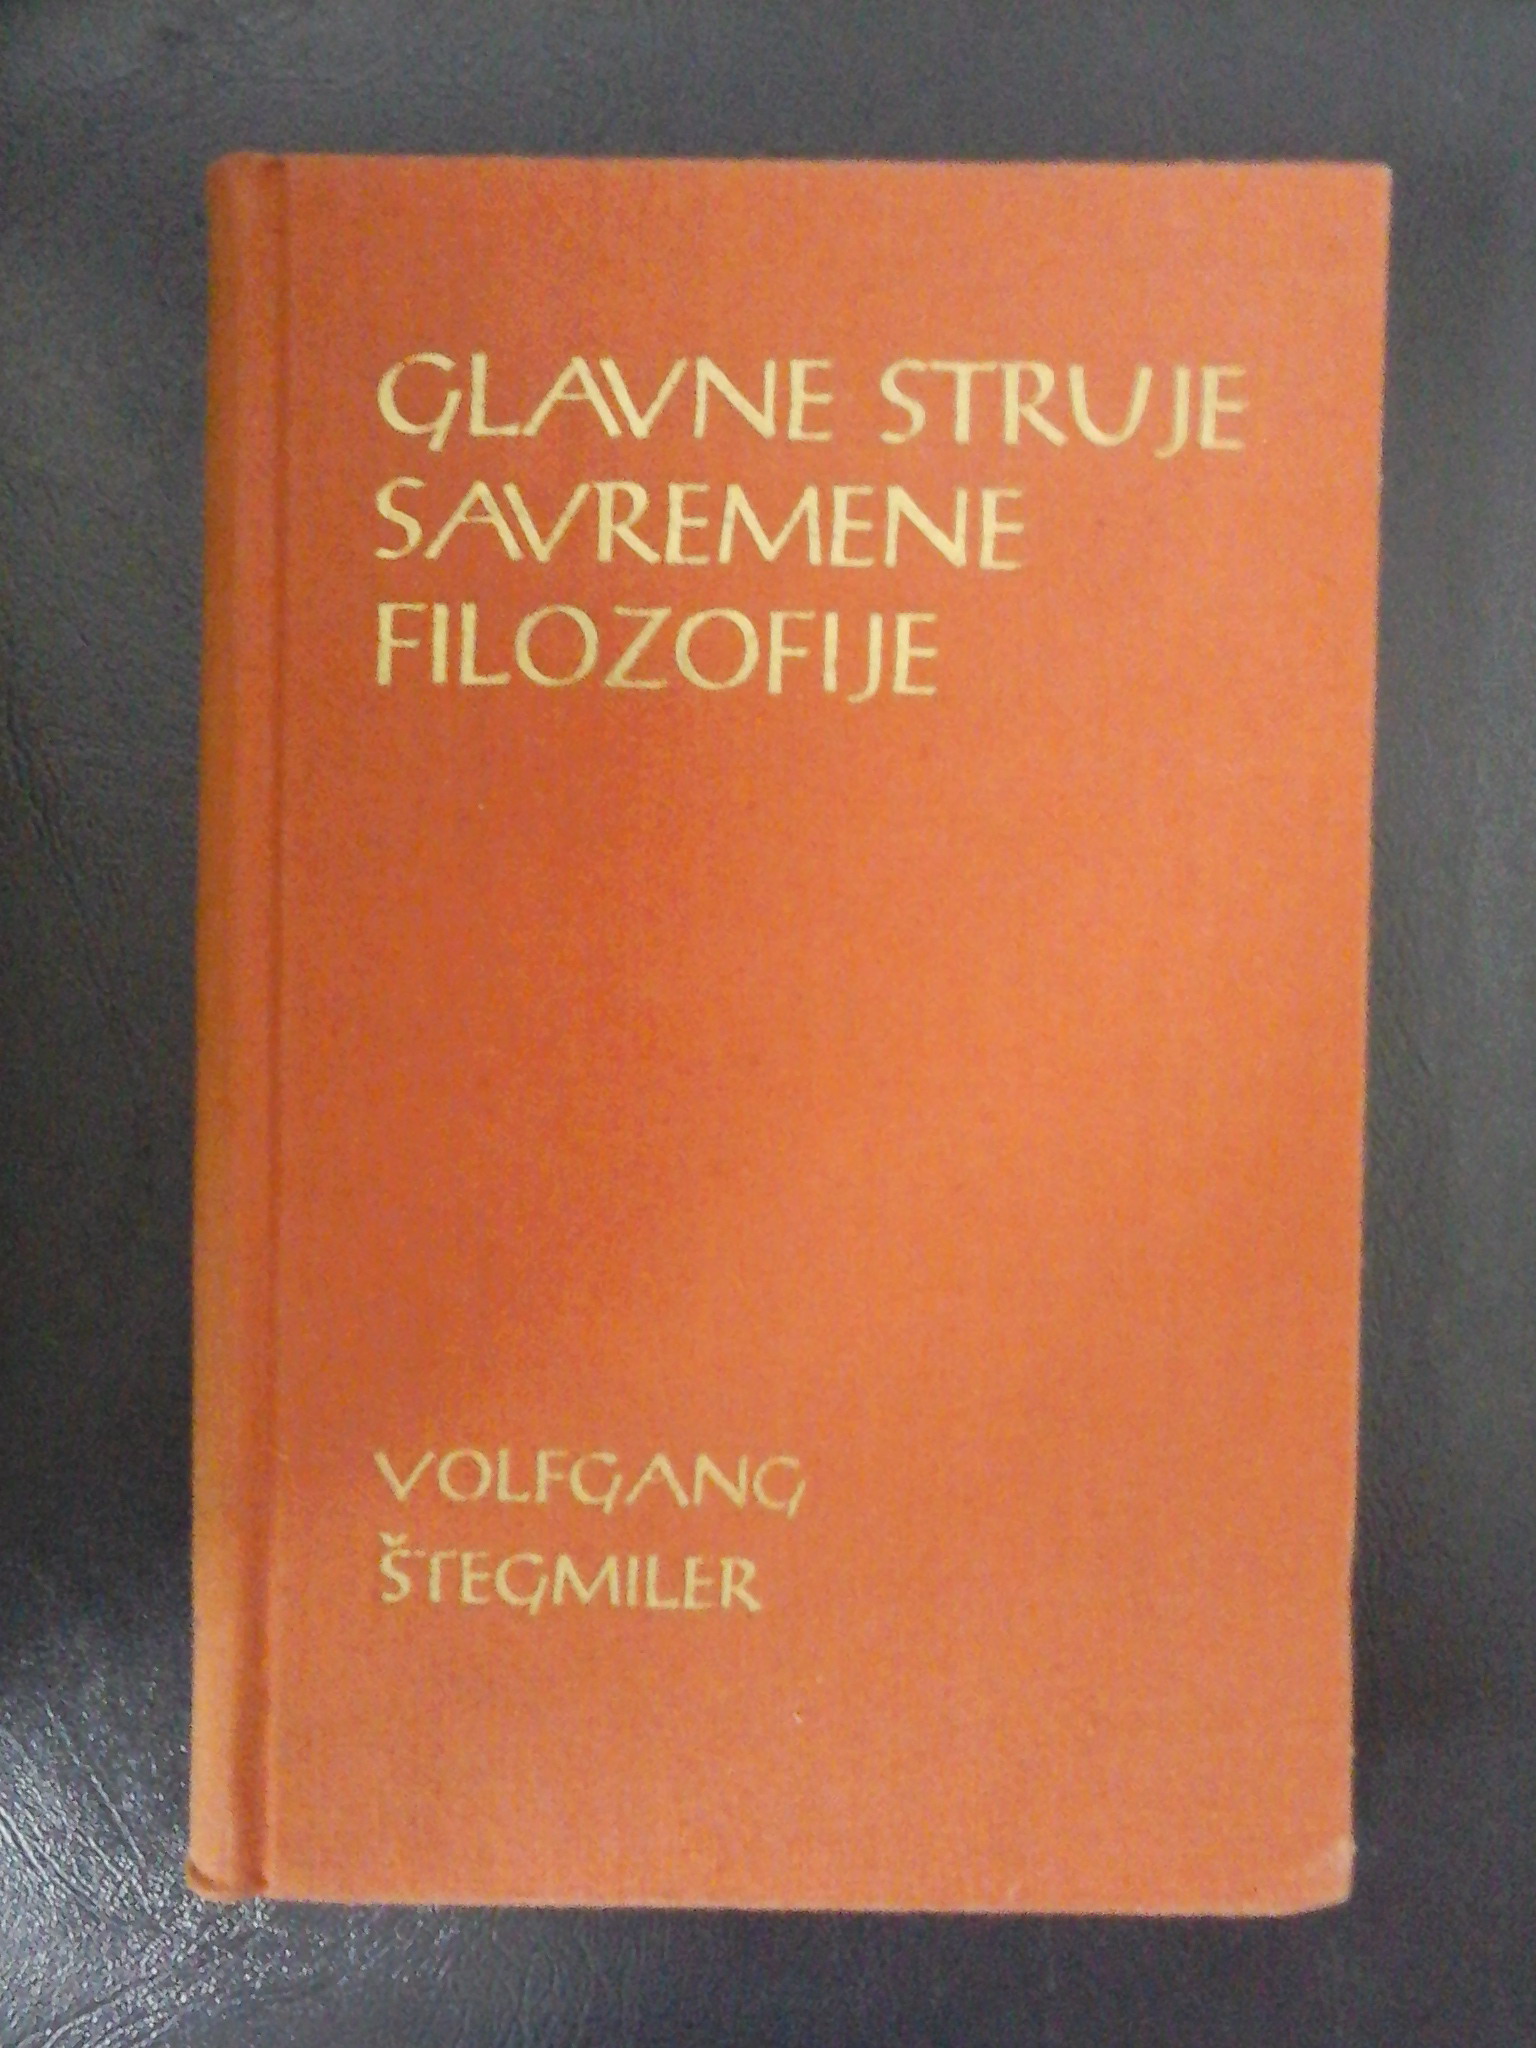 GLAVNE STRUJE
SAVREMENE
FILOZOFIJE
VOLFGANG
ŠTEGMILER